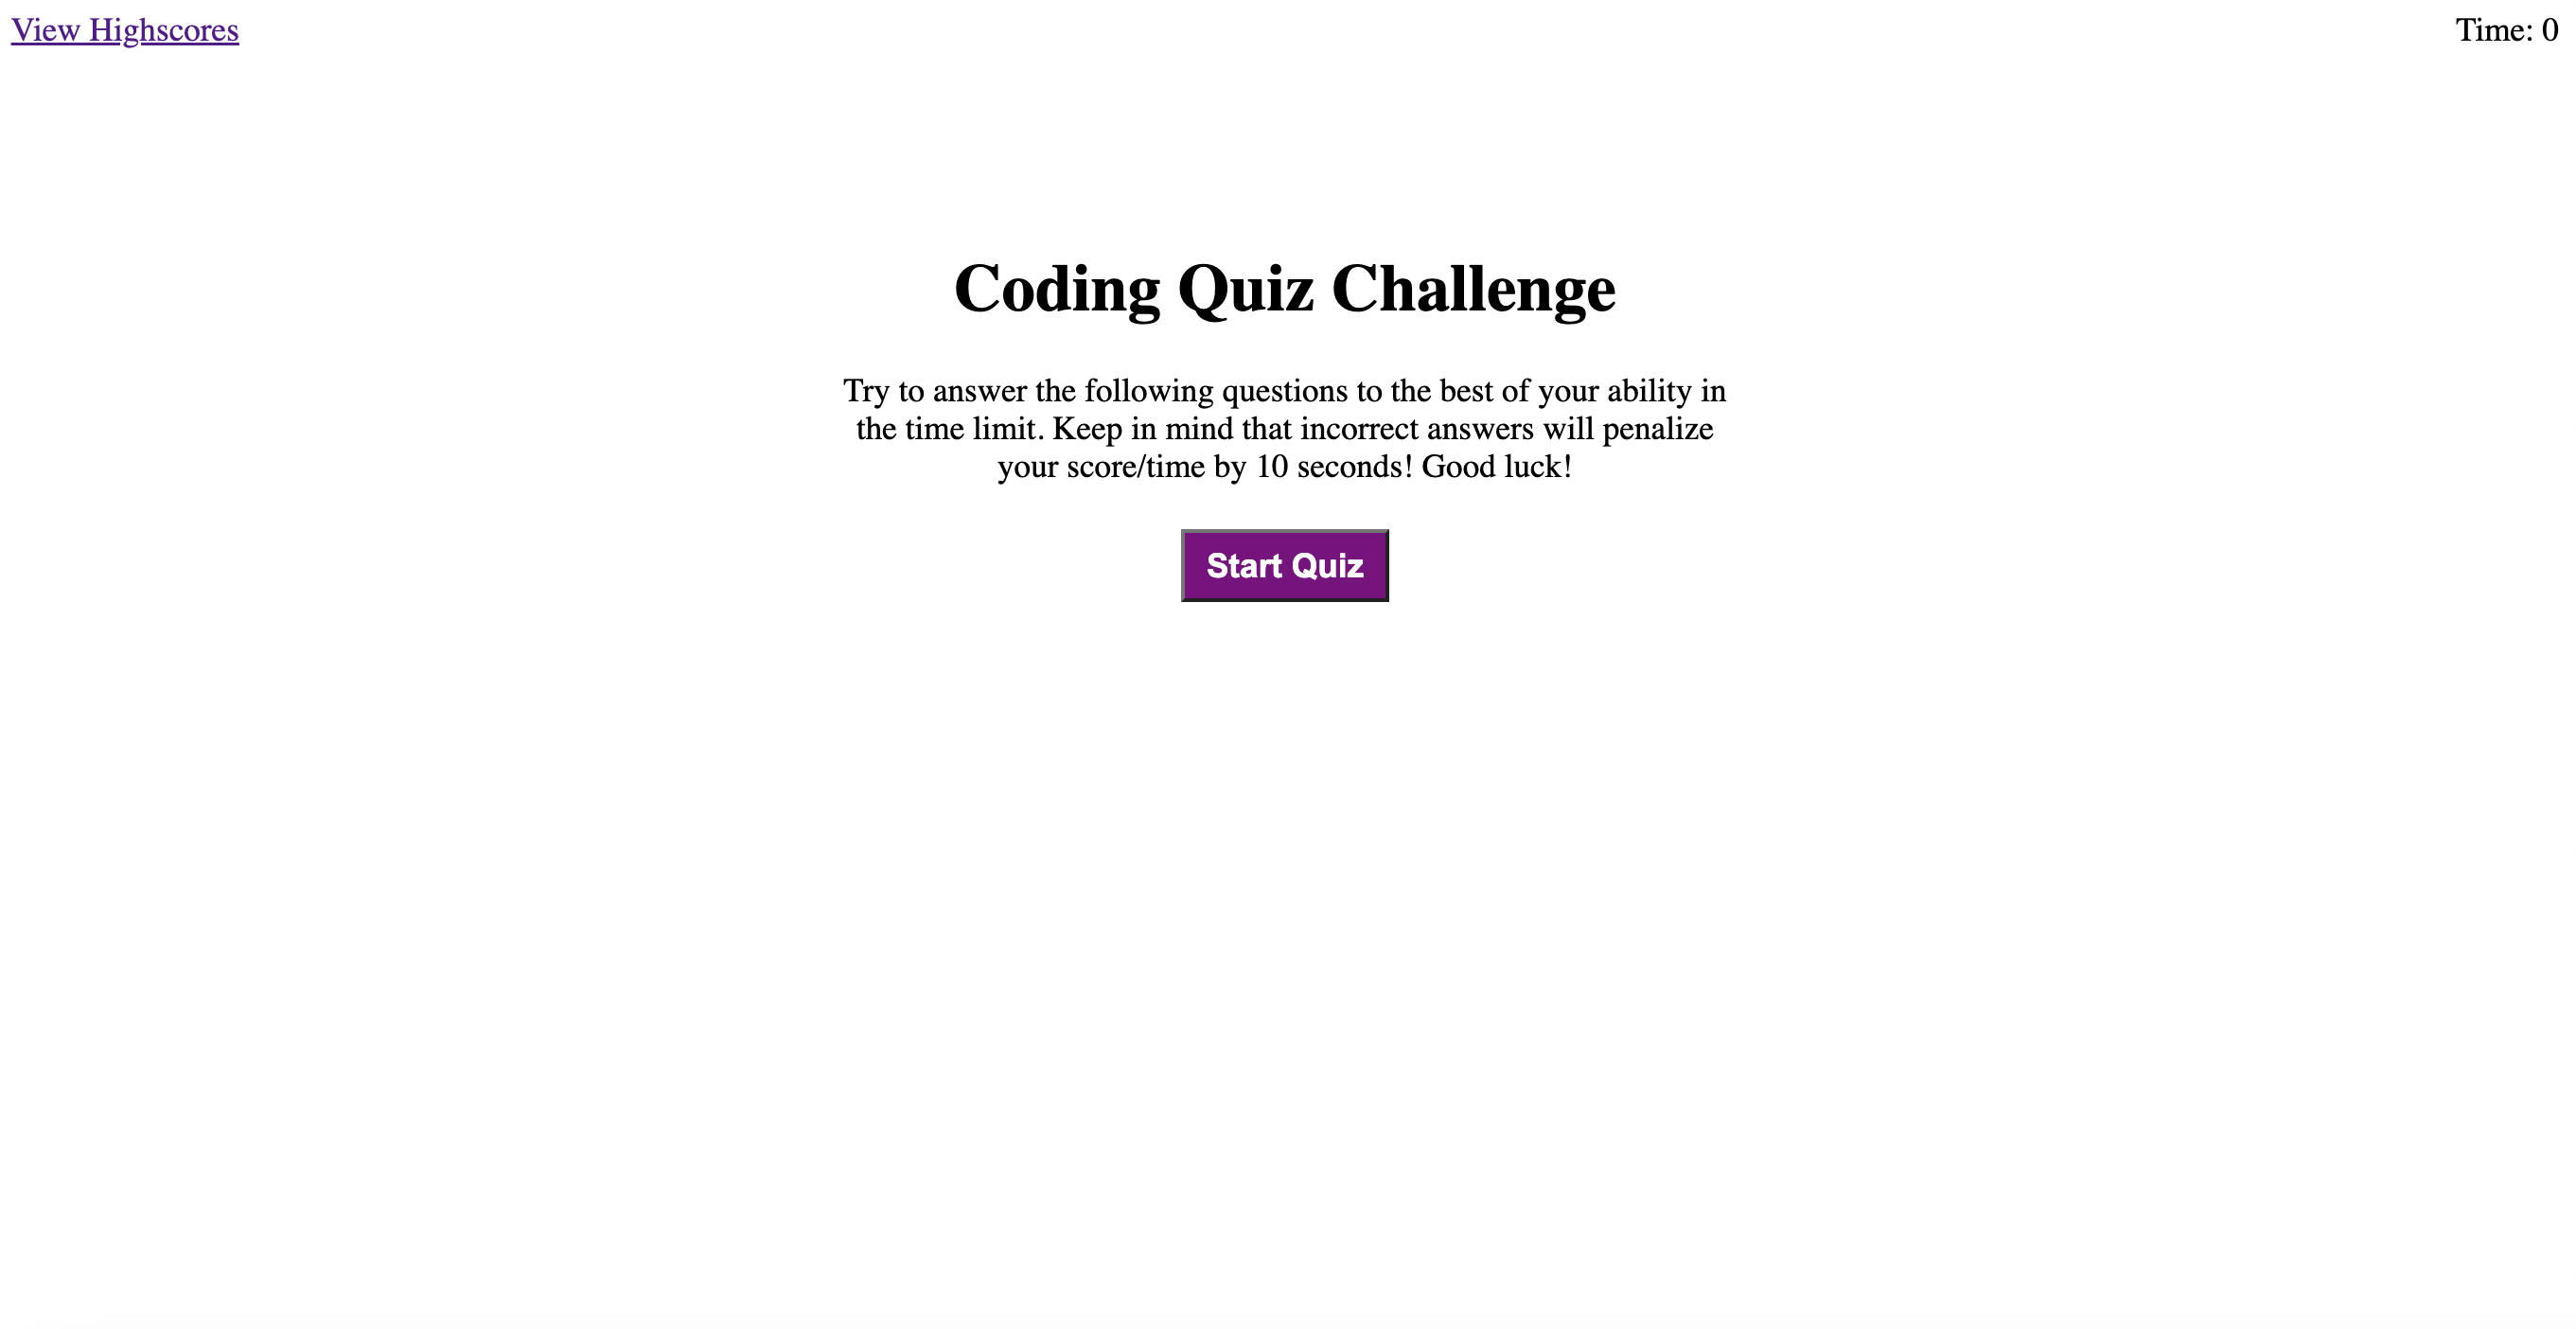 View Highscores
Time: 0
Coding Quiz Challenge
Try to answer the following questions to the best of your ability in
the time limit. Keep in mind that incorrect answers will penalize
your score/time by 10 seconds! Good luck!
Start Quiz